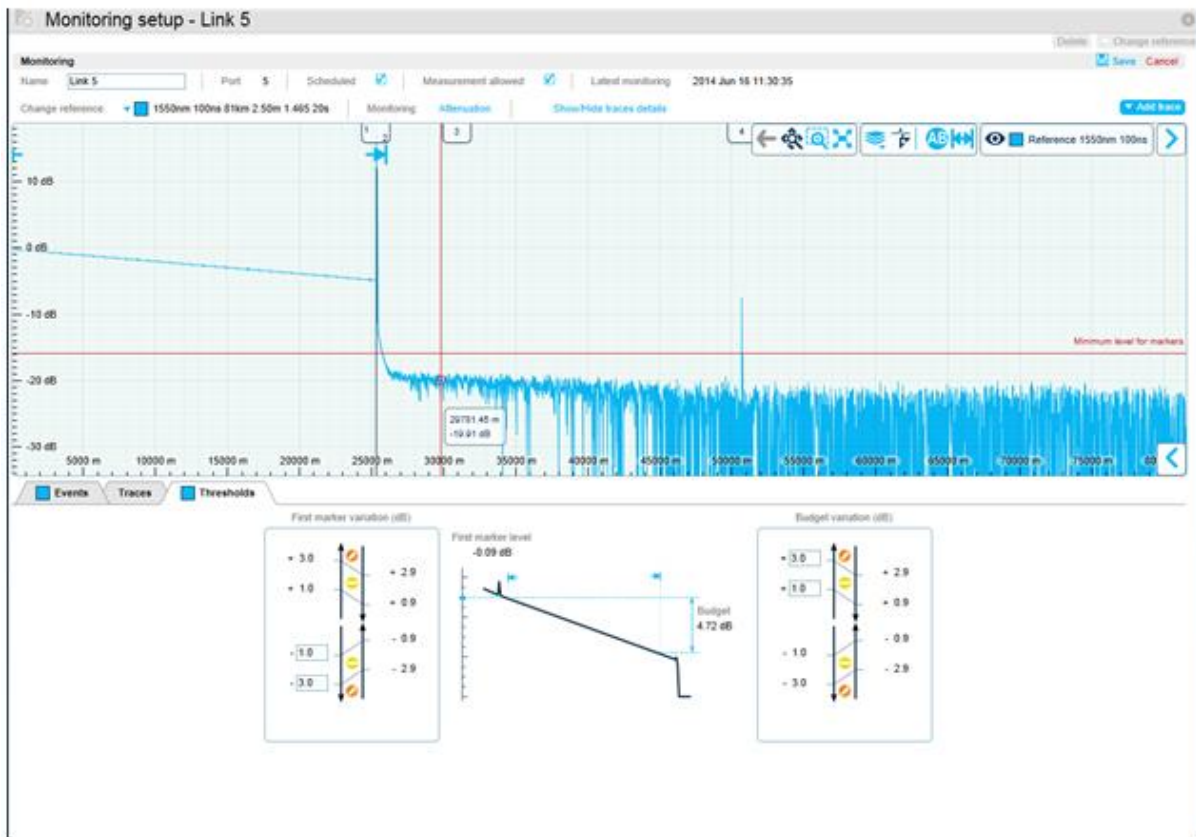 Monitoring setup - Link 5
Delete Change reference
Monitoring Save Cancel
Name Link 5 Port 5 Scheduled Measurement allowed Latest monitoring 2014 Jun 16 11:30:35
Change reference 1550nm 100ns 81km 2.50m 1.465 20s Monitoring Attenuation Show/Hide traces details Add trace
1 2 3 4 AB Reference 1550nm 100ns
10 dB
0 dB
-10 dB
Minimum level for markers
-20 dB
29781.45 m
-19.91 dB
-30 dB
5000 m 10000 m 15000 m 20000 m 25000 m 30000 m 35000 m 40000 m 45000 m 50000 m 55000 m 60000 m 65000 m 70000 m 75000 m
Events Traces Thresholds
First marker variation (dB) Budget variation (dB)
First marker level
-0.09 dB
+ 3.0 + 3.0
+ 2.9 + 2.9
+ 1.0 + 1.0
+ 0.9 + 0.9
Budget
4.72 dB
- 0.9 - 0.9
- 1.0 - 1.0
- 2.9 - 2.9
- 3.0 - 3.0